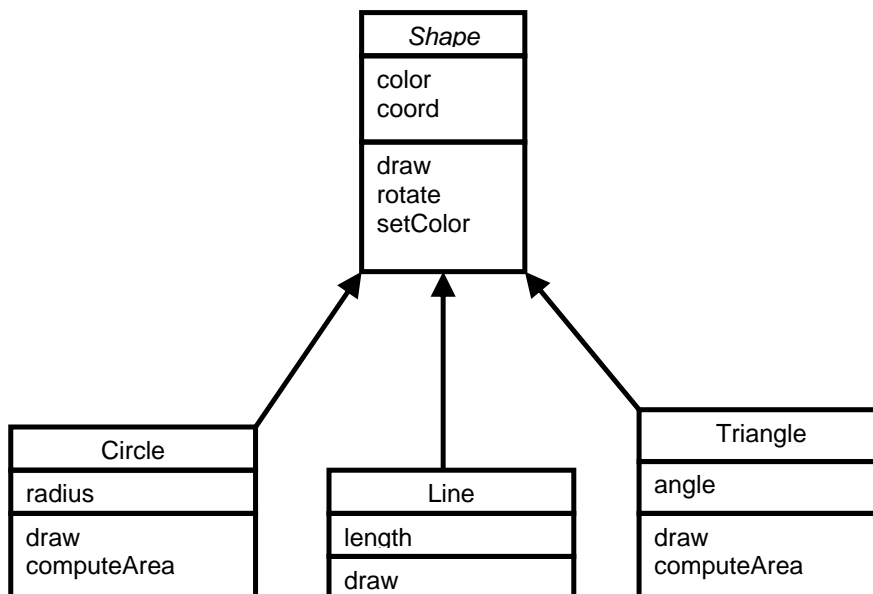 Shape
color
coord
draw
rotate
setColor
Circle
radius
draw
computeArea
Line
length
draw
Triangle
angle
draw
computeArea